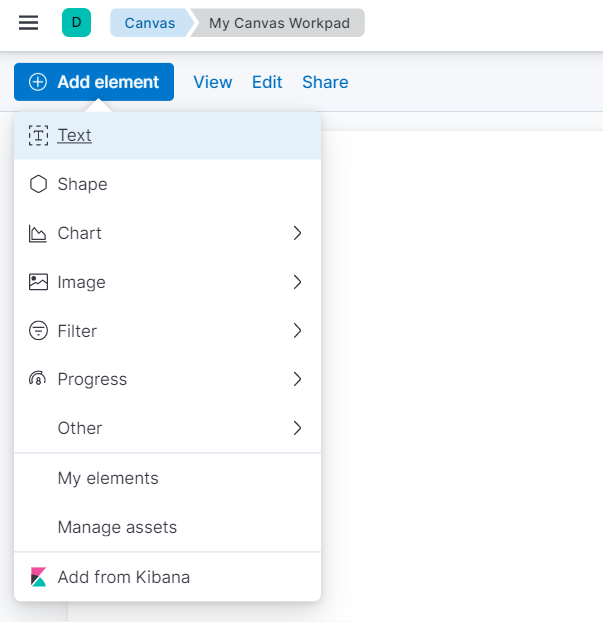 D
Canvas
My Canvas Workpad
Add element
View
Edit
Share
Text
Shape
Chart
Image
Filter
8 Progress
Other
My elements
Manage assets
Add from Kibana